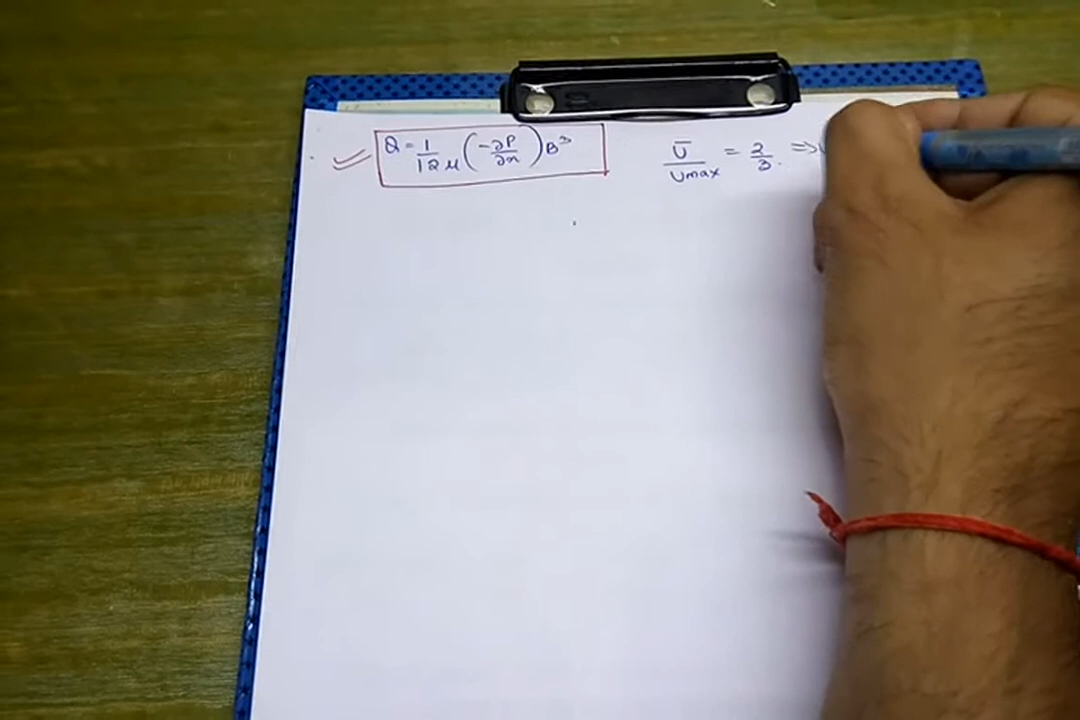 Q = 1/12μ (-∂P/∂x) B³
Ū/Umax = 2/3. ⇒